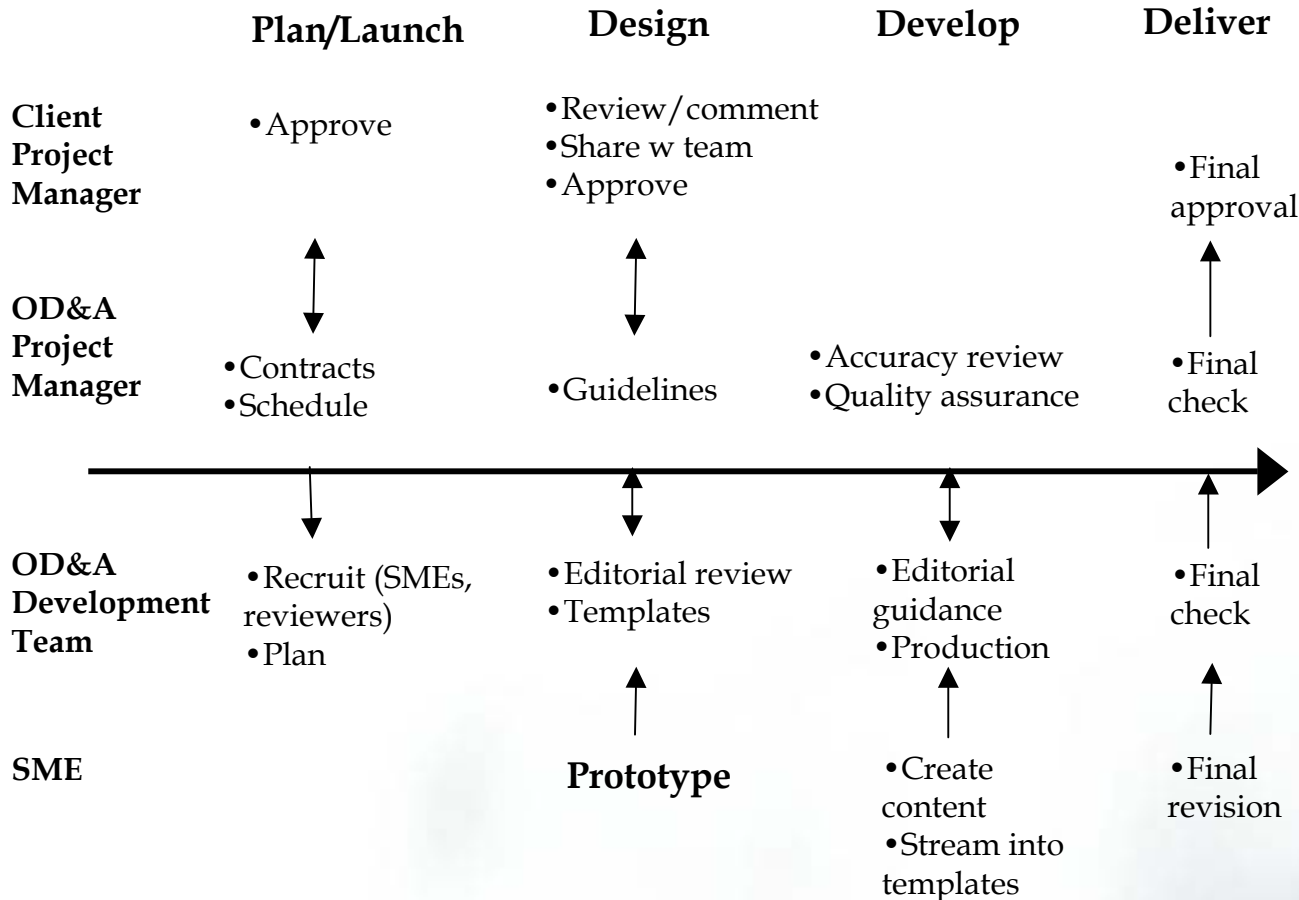 Plan/Launch Design Develop Deliver
Client
Project
Manager
•Approve
•Review/comment
•Share w team
•Approve
•Final
approval
OD&A
Project
Manager
•Contracts
•Schedule
•Guidelines
•Accuracy review
•Quality assurance
•Final
check
OD&A
Development
Team
•Recruit (SMEs,
reviewers)
•Plan
•Editorial review
•Templates
•Editorial
guidance
•Production
•Final
check
SME
Prototype
•Create
content
•Stream into
templates
•Final
revision